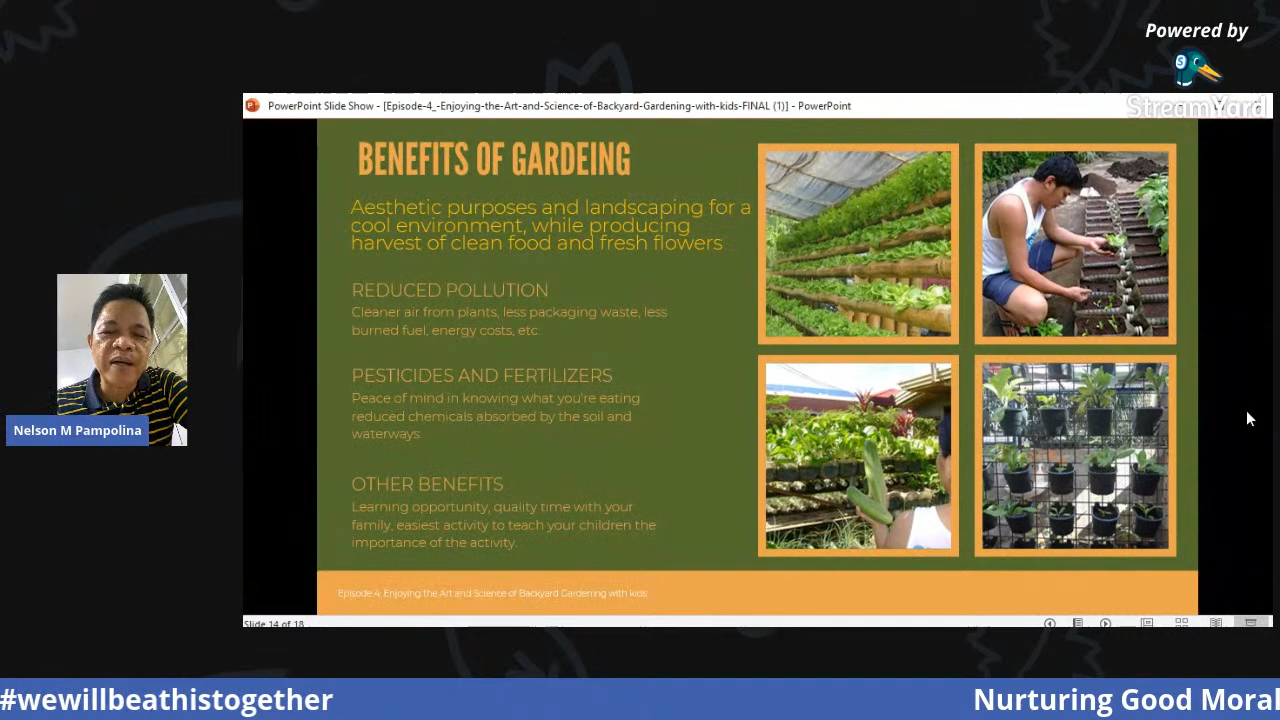 Powered by
S
StreamYard
PowerPoint Slide Show - [Episode-4_-Enjoying-the-Art-and-Science-of-Backyard-Gardening-with-kids-FINAL (1)] - PowerPoint
BENEFITS OF GARDEING
Aesthetic purposes and landscaping for a
cool environment, while producing
harvest of clean food and fresh flowers
REDUCED POLLUTION
Cleaner air from plants, less packaging waste, less
burned fuel, energy costs, etc.
PESTICIDES AND FERTILIZERS
Peace of mind in knowing what you're eating
reduced chemicals absorbed by the soil and
waterways.
OTHER BENEFITS
Learning opportunity, quality time with your
family, easiest activity to teach your children the
importance of the activity.
Episode 4: Enjoying the Art and Science of Backyard Gardening with kids
Slide 14 of 18
Nelson M Pampolina
#wewillbeathistogether
Nurturing Good Moral